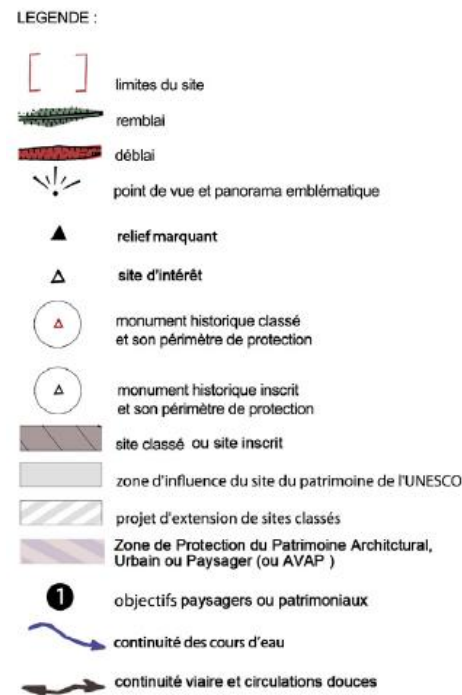 LEGENDE :
limites du site
remblai
déblai
point de vue et panorama emblématique
relief marquant
site d'intérêt
monument historique classé
et son périmètre de protection
monument historique inscrit
et son périmètre de protection
site classé ou site inscrit
zone d'influence du site du patrimoine de l'UNESCO
projet d'extension de sites classés
Zone de Protection du Patrimoine Architctural,
Urbain ou Paysager (ou AVAP )
1 objectifs paysagers ou patrimoniaux
continuité des cours d'eau
continuité viaire et circulations douces